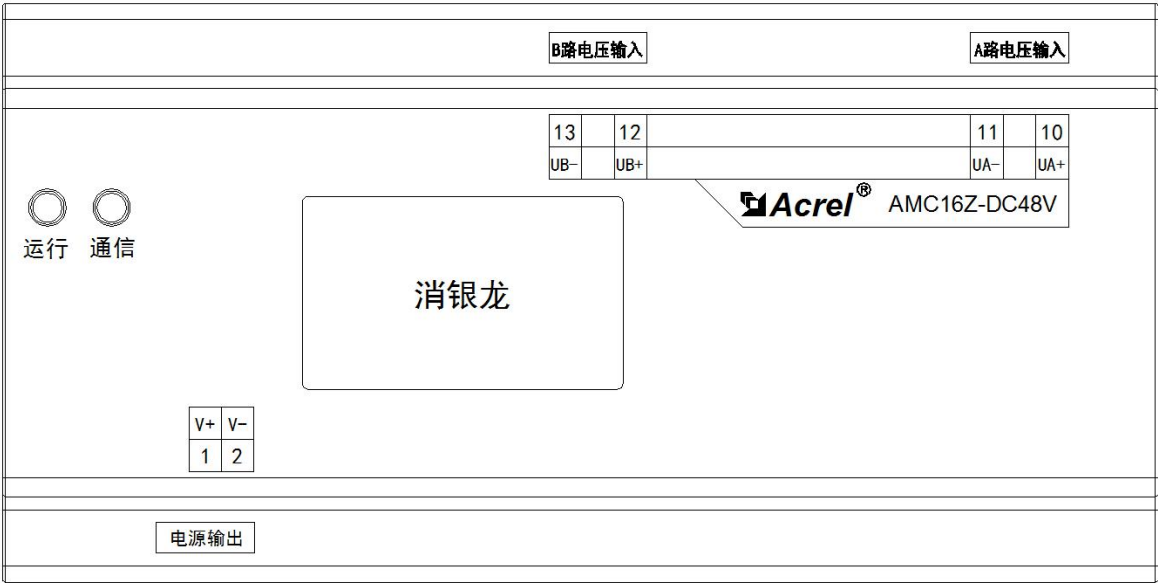 B路电压输入 A路电压输入
13 12 11 10
UB- UB+ UA- UA+
Acrel® AMC16Z-DC48V
运行 通信
消银龙
V+ V-
1 2
电源输出